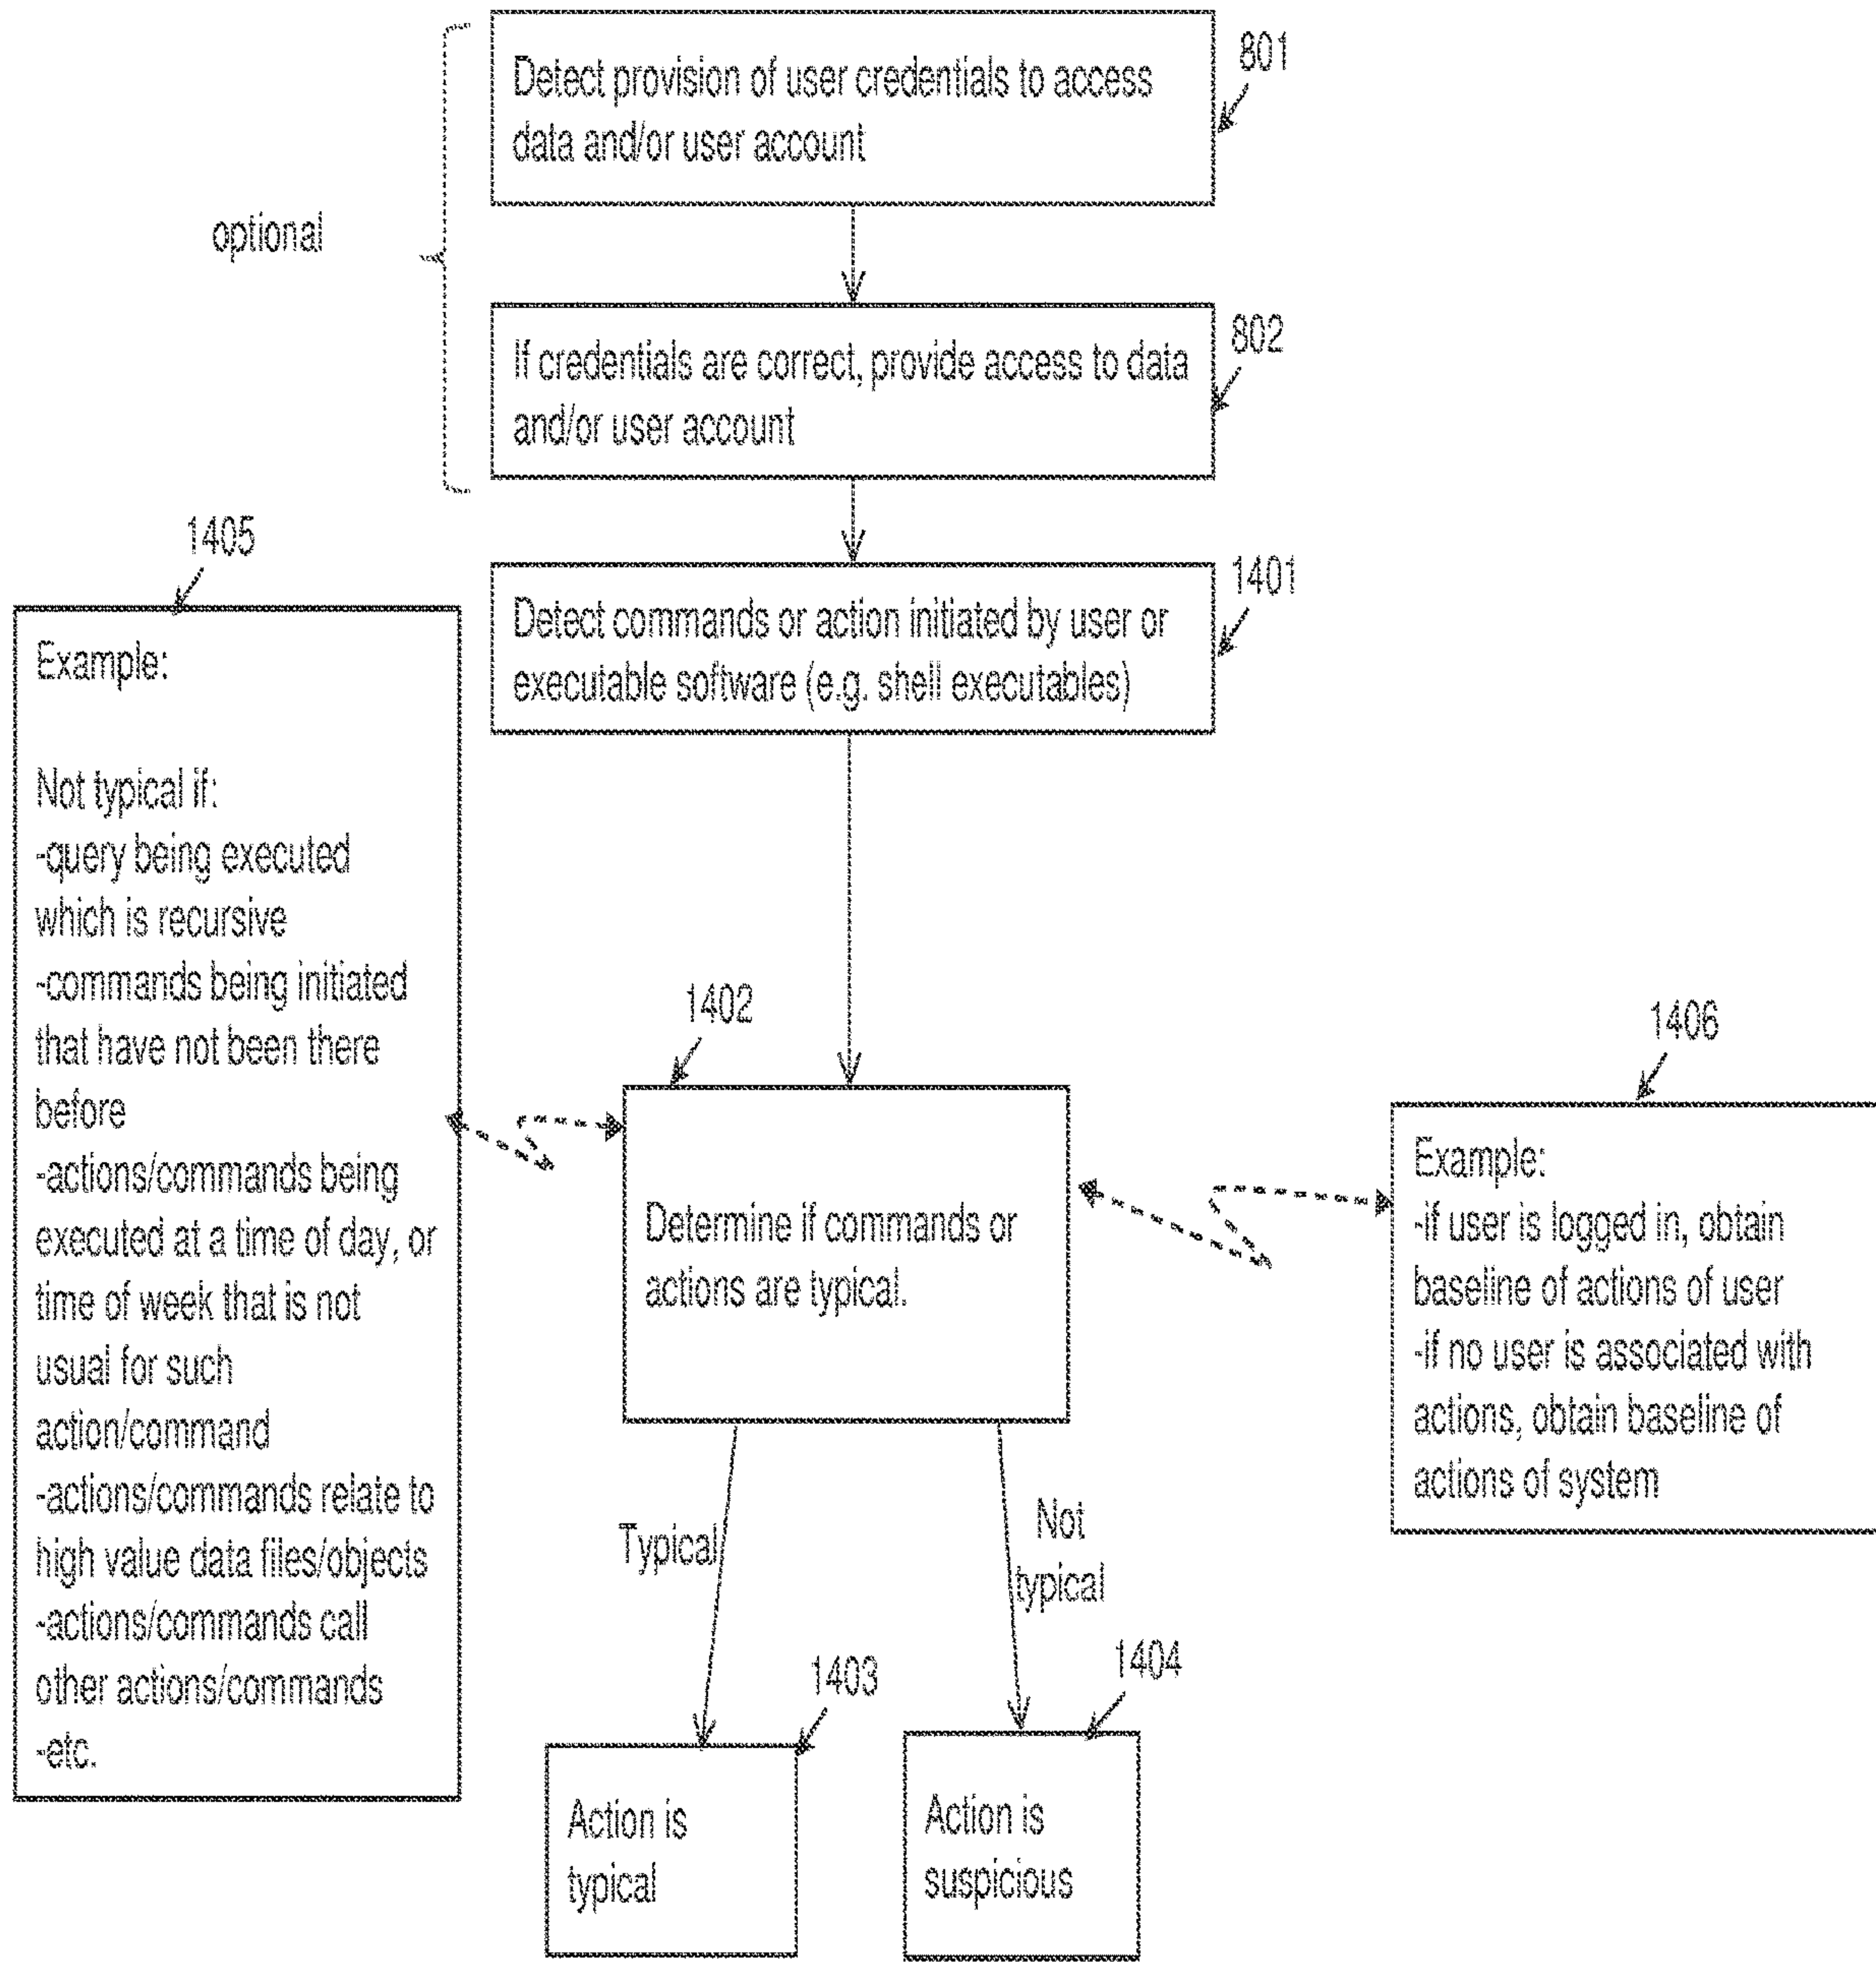 801
Detect provision of user credentials to access
data and/or user account
optional
802
If credentials are correct, provide access to data
and/or user account
1405
1401
Detect commands or action initiated by user or
executable software (e.g. shell executables)
Example:
Not typical if:
-query being executed
which is recursive
-commands being initiated
that have not been there
before
-actions/commands being
executed at a time of day, or
time of week that is not
usual for such
action/command
-actions/commands relate to
high value data files/objects
-actions/commands call
other actions/commands
-etc.
1402
Determine if commands or
actions are typical.
1406
Example:
-if user is logged in, obtain
baseline of actions of user
-if no user is associated with
actions, obtain baseline of
actions of system
Typical
Not
typical
1403
Action is
typical
1404
Action is
suspicious